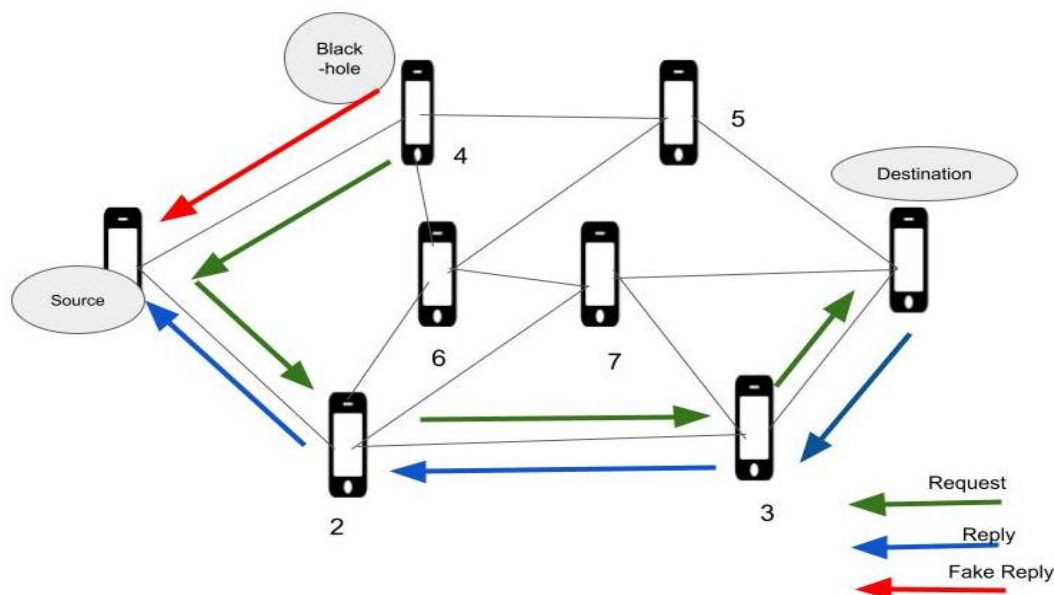 Black
-hole
4
5
Destination
Source
6
7
2
3
Request
Reply
Fake Reply